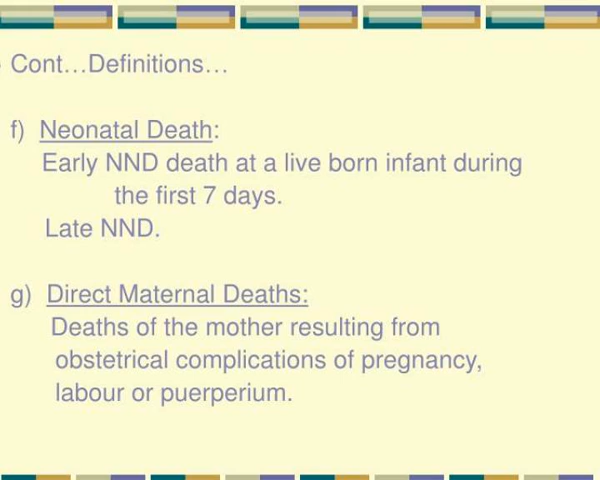 Cont…Definitions…
f) Neonatal Death:
Early NND death at a live born infant during
the first 7 days.
Late NND.
g) Direct Maternal Deaths:
Deaths of the mother resulting from
obstetrical complications of pregnancy,
labour or puerperium.